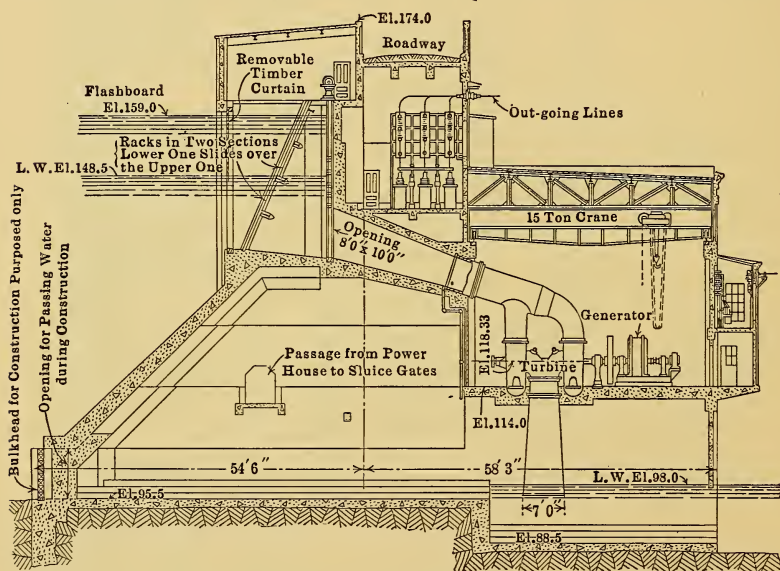 El.174.0
Roadway
Removable
Timber
Curtain
Flashboard
El.159.0
Out-going Lines
Racks in Two Sections
Lower One Slides over
the Upper One
L.W.El.148.5
15 Ton Crane
Opening
8'0"x 10'0"
Generator
El.118.33
Turbine
Passage from Power
House to Sluice Gates
El.114.0
Bulkhead for Construction Purposed only
Opening for Passing Water
during Construction
54'6"
58'3"
L.W.El.98.0
El.95.5
7'0"
El.88.5